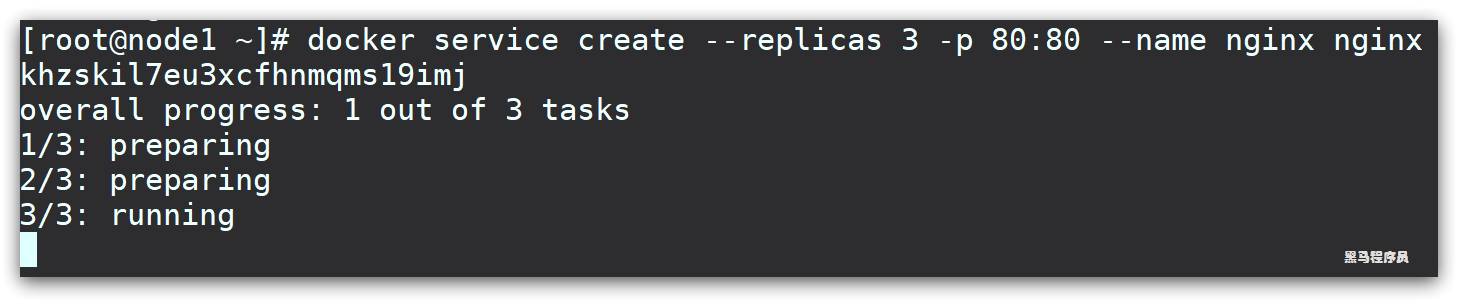 [root@node1 ~]# docker service create --replicas 3 -p 80:80 --name nginx nginx
khzskil7eu3xcfhnmqms19imj
overall progress: 1 out of 3 tasks
1/3: preparing
2/3: preparing
3/3: running
黑马程序员